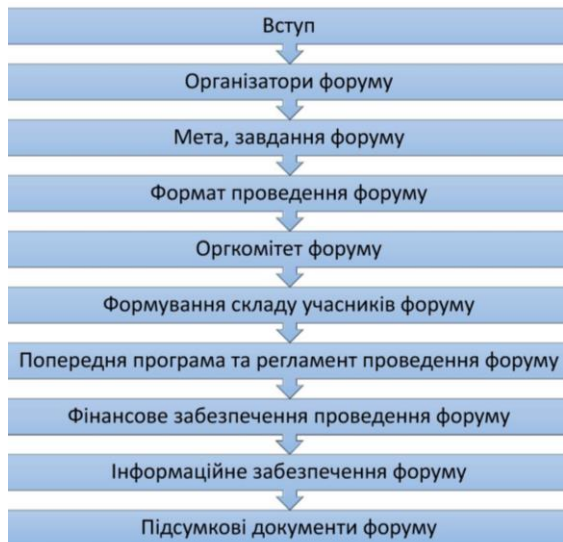 Вступ
Організатори форуму
Мета, завдання форуму
Формат проведення форуму
Оргкомітет форуму
Формування складу учасників форуму
Попередня програма та регламент проведення форуму
Фінансове забезпечення проведення форуму
Інформаційне забезпечення форуму
Підсумкові документи форуму